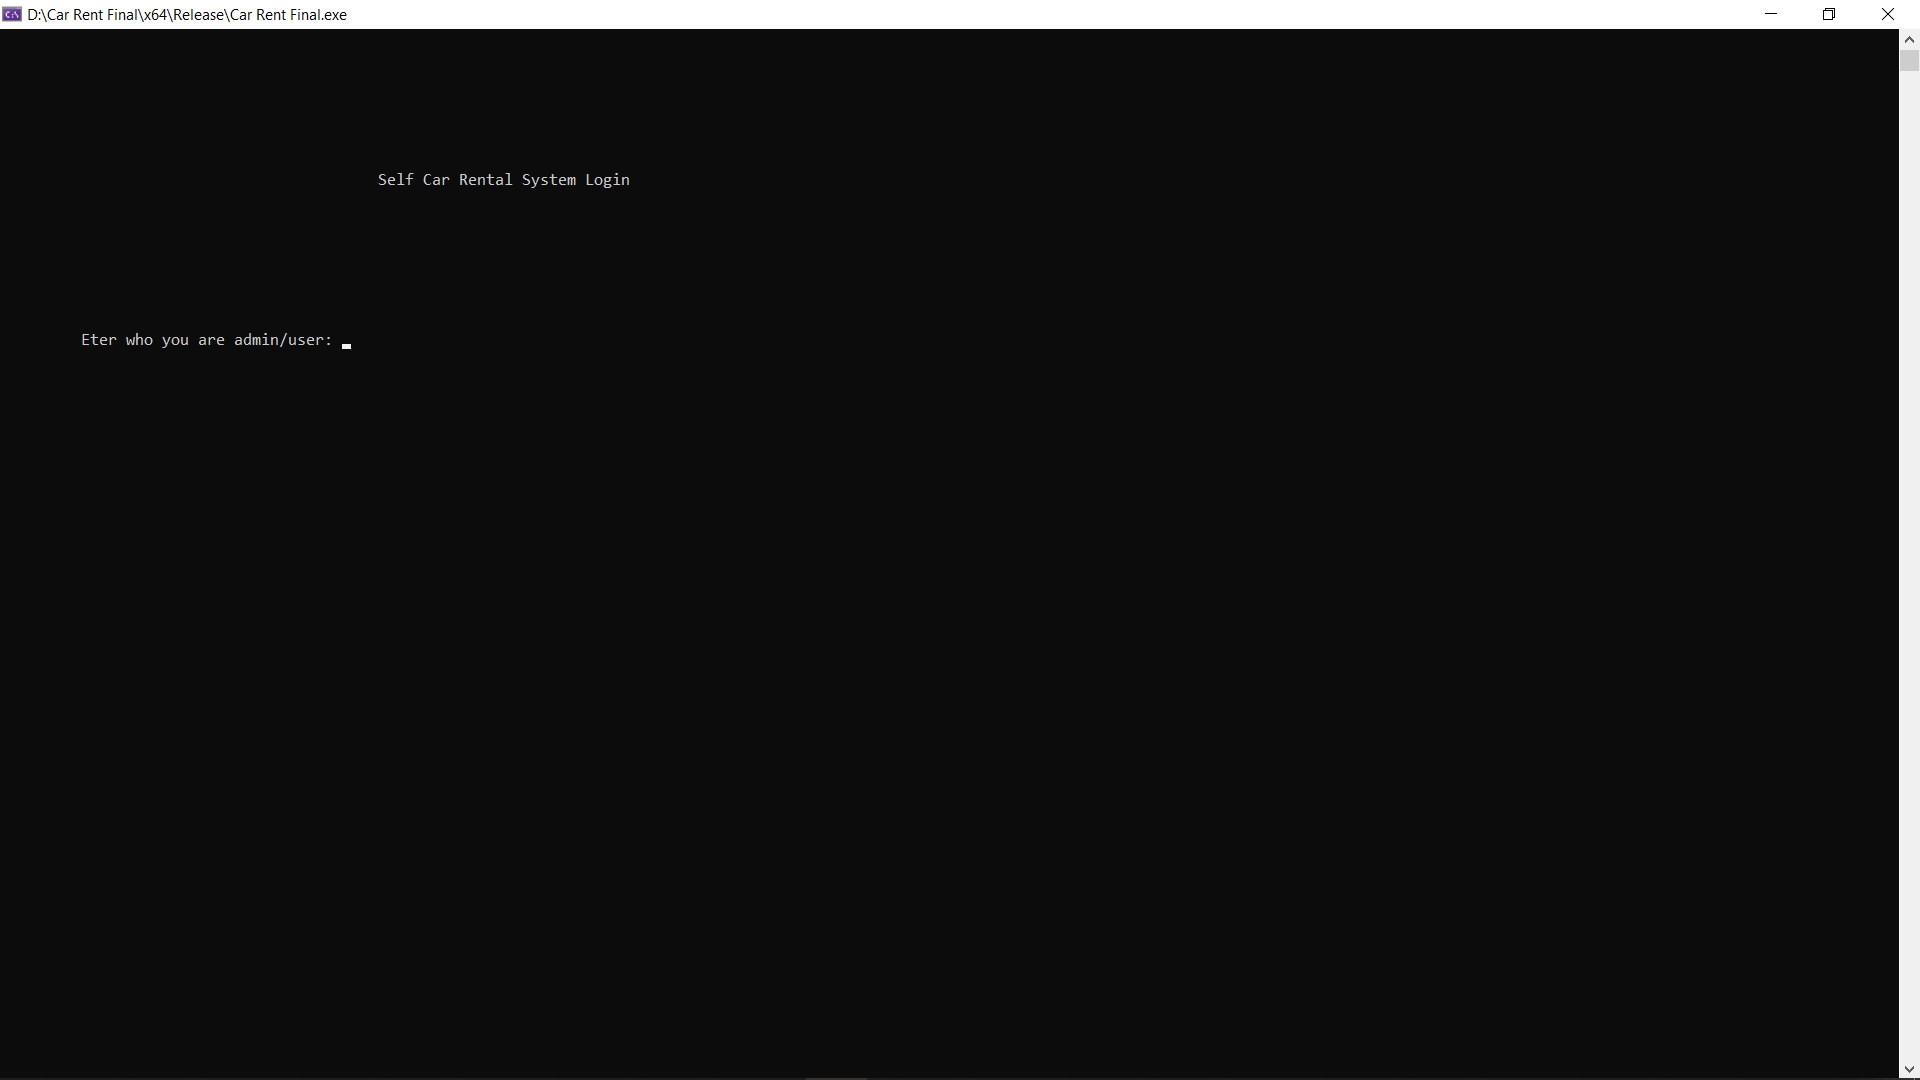 D:\Car Rent Final\x64\Release\Car Rent Final.exe
Self Car Rental System Login
Eter who you are admin/user: